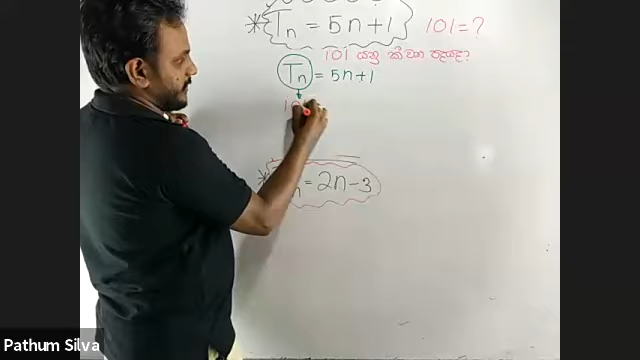 * Tn = 5n+1 101=?
101 යනු කී වන පදයද?
Tn = 5n+1
10
* n = 2n-3
Pathum Silva